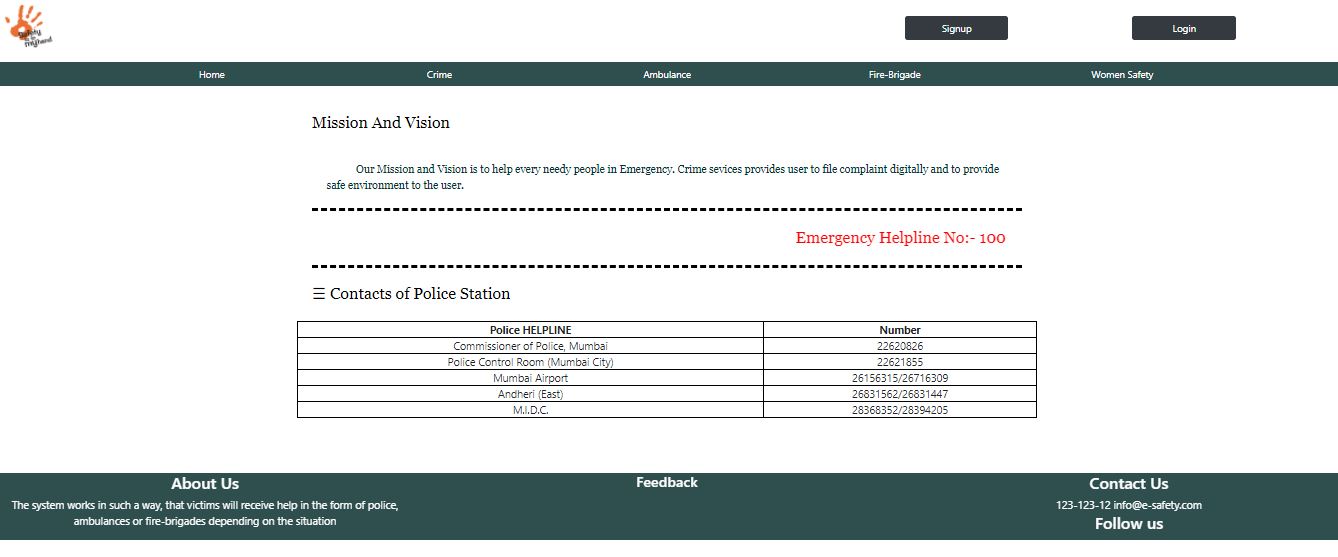 Safety
is in
my hand
Signup
Login
Home
Crime
Ambulance
Fire-Brigade
Women Safety
Mission And Vision
Our Mission and Vision is to help every needy people in Emergency. Crime sevices provides user to file complaint digitally and to provide
safe environment to the user.
Emergency Helpline No:- 100
☰ Contacts of Police Station
Police HELPLINE Number
Commissioner of Police, Mumbai 22620826
Police Control Room (Mumbai City) 22621855
Mumbai Airport 26156315/26716309
Andheri (East) 26831562/26831447
M.I.D.C. 28368352/28394205
About Us
The system works in such a way, that victims will receive help in the form of police,
ambulances or fire-brigades depending on the situation
Feedback
Contact Us
123-123-12 info@e-safety.com
Follow us